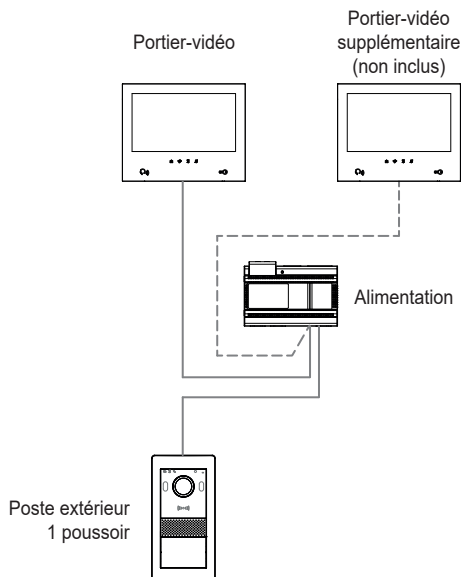 Portier-vidéo
Portier-vidéo
supplémentaire
(non inclus)
Alimentation
Poste extérieur
1 poussoir